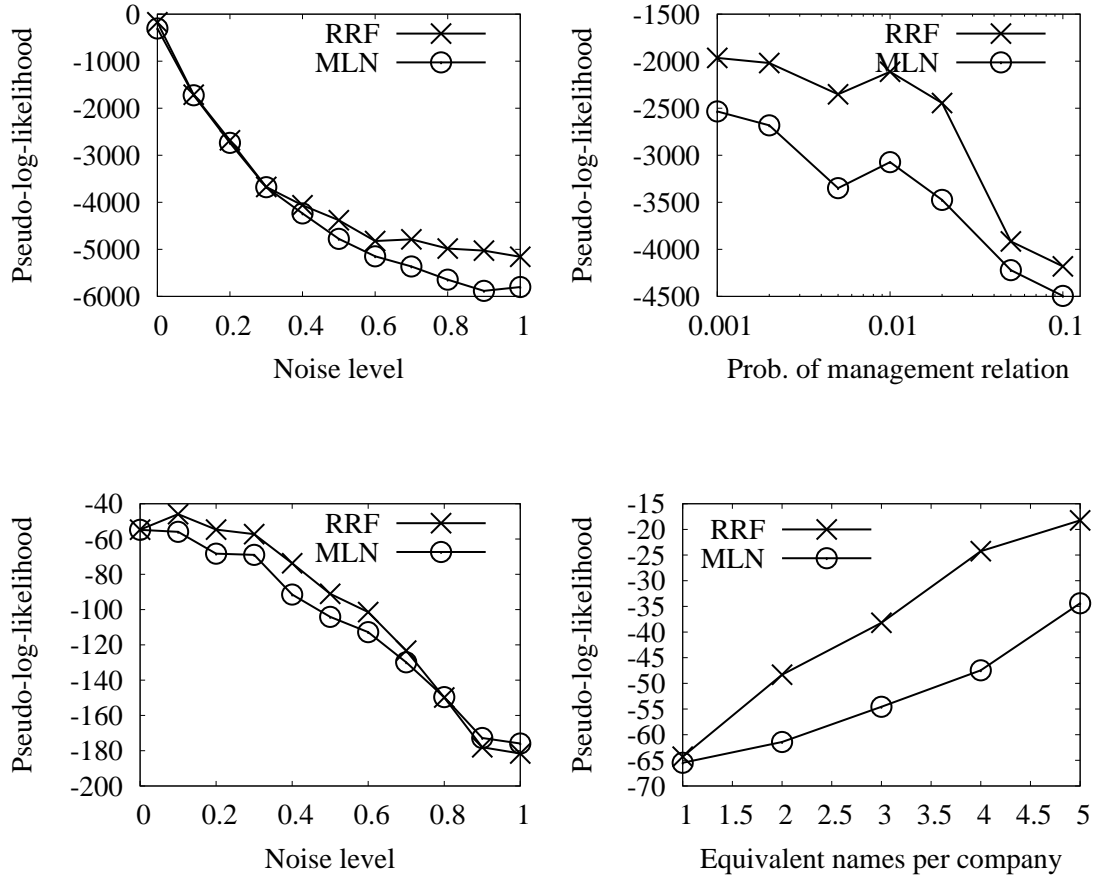 0
-1000
-2000
-3000
-4000
-5000
-6000
0 0.2 0.4 0.6 0.8 1
Pseudo-log-likelihood
Noise level
RRF
MLN
-1500
-2000
-2500
-3000
-3500
-4000
-4500
0.001 0.01 0.1
Pseudo-log-likelihood
Prob. of management relation
RRF
MLN
-40
-60
-80
-100
-120
-140
-160
-180
-200
0 0.2 0.4 0.6 0.8 1
Pseudo-log-likelihood
Noise level
RRF
MLN
-15
-20
-25
-30
-35
-40
-45
-50
-55
-60
-65
-70
1 1.5 2 2.5 3 3.5 4 4.5 5
Pseudo-log-likelihood
Equivalent names per company
RRF
MLN